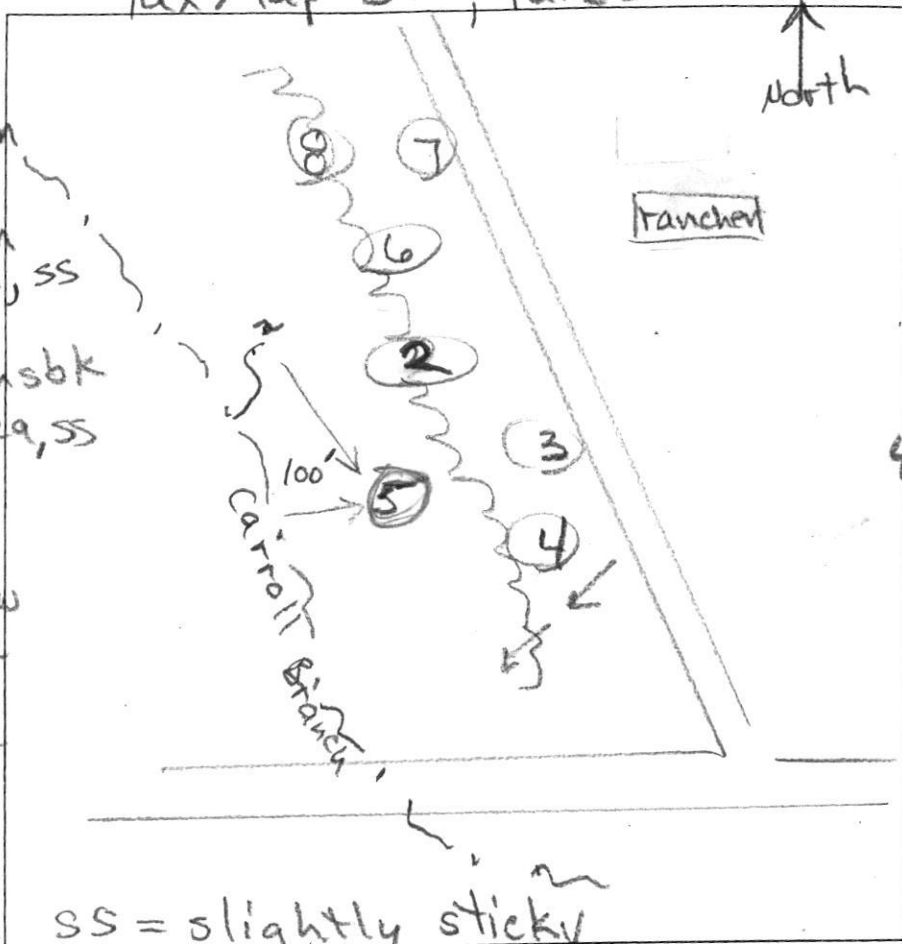 North
8
7
rancher
6
, ss
2
sbk
3
, ss
100'
5
Carroll Branch
4
ss = slightly sticky